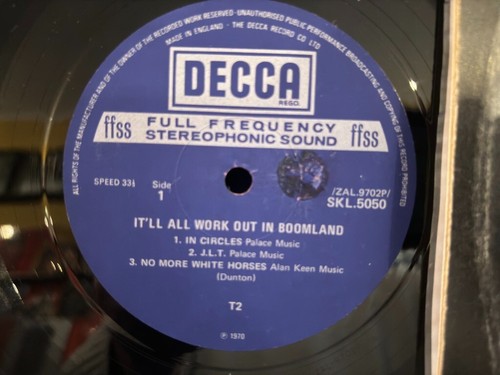 ALL RIGHTS OF THE MANUFACTURER AND OF THE OWNER OF THE RECORDED WORK RESERVED · UNAUTHORISED PUBLIC PERFORMANCE BROADCASTING AND COPYING OF THIS RECORD PROHIBITED
MADE IN ENGLAND · THE DECCA RECORD CO LTD
DECCA
REGD.
ffss FULL FREQUENCY STEREOPHONIC SOUND ffss
SPEED 33⅓
Side 1
/ZAL.9702P/
SKL.5050
IT'LL ALL WORK OUT IN BOOMLAND
1. IN CIRCLES Palace Music
2. J.L.T. Palace Music
3. NO MORE WHITE HORSES Alan Keen Music
(Dunton)
T2
℗ 1970